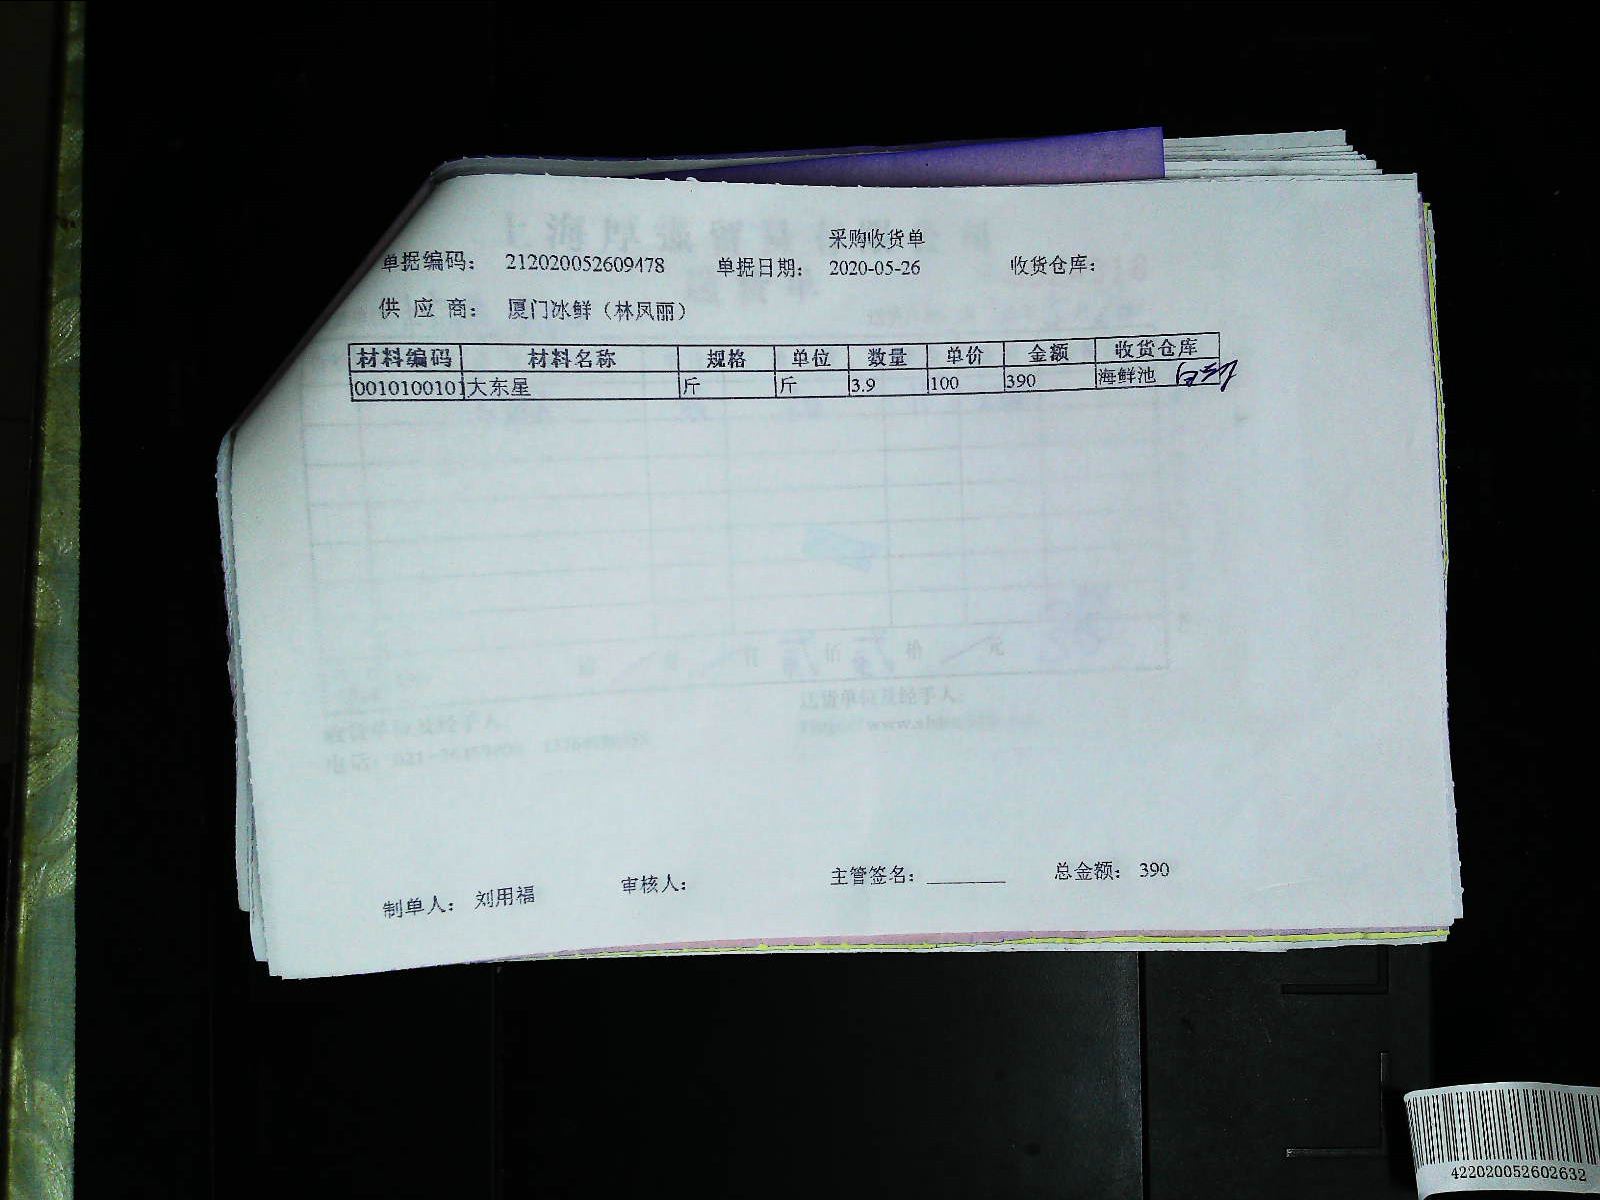 采购收货单
单据编码： 212020052609478 单据日期： 2020-05-26 收货仓库：
供 应 商： 厦门冰鲜（林凤丽）
材料编码 材料名称 规格 单位 数量 单价 金额 收货仓库
001010010 大东星 斤 斤 3.9 100 390 海鲜池
制单人： 刘用福 审核人： 主管签名：________ 总金额： 390
422020052602632